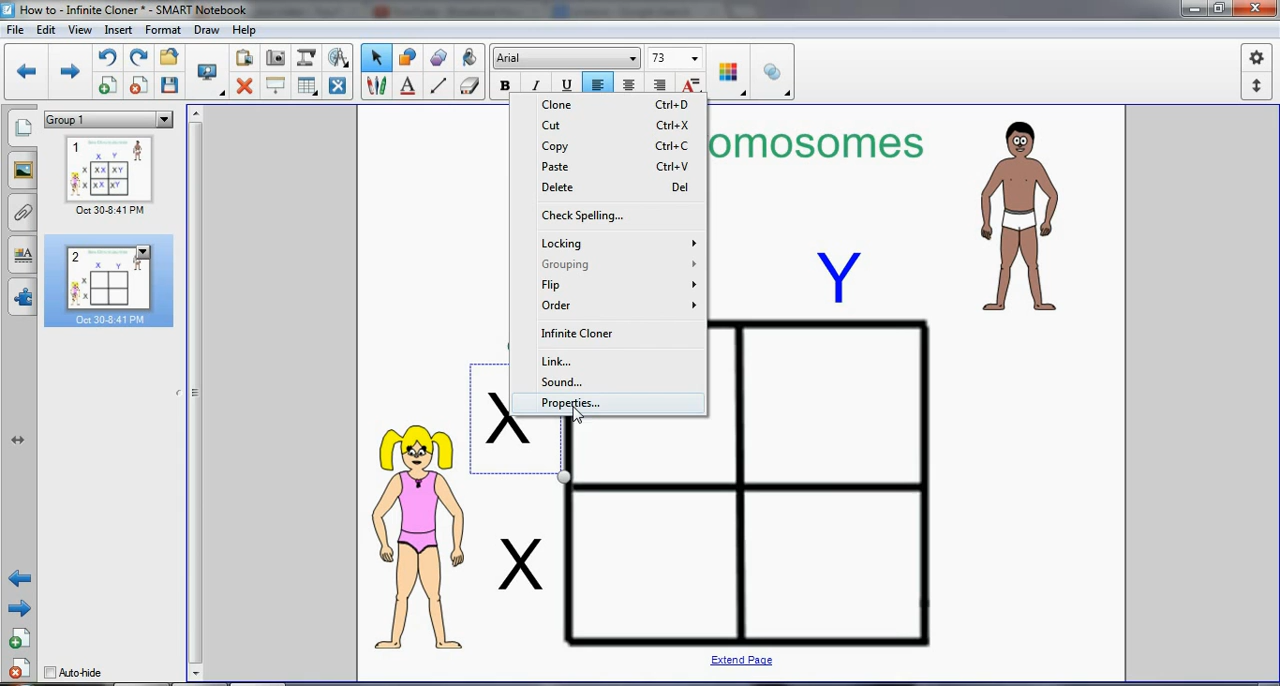 How to - Infinite Cloner * - SMART Notebook
File Edit View Insert Format Draw Help
Arial 73
B I U A
Group 1
1
X Y
X X X X Y
X X X X Y
Oct 30-8:41 PM
2
X Y
X
X
Oct 30-8:41 PM
Clone Ctrl+D
Cut Ctrl+X
Copy Ctrl+C
Paste Ctrl+V
Delete Del
Check Spelling...
Locking
Grouping
Flip
Order
Infinite Cloner
Link...
Sound...
Properties...
omosomes
Y
X
X
Extend Page
Auto-hide